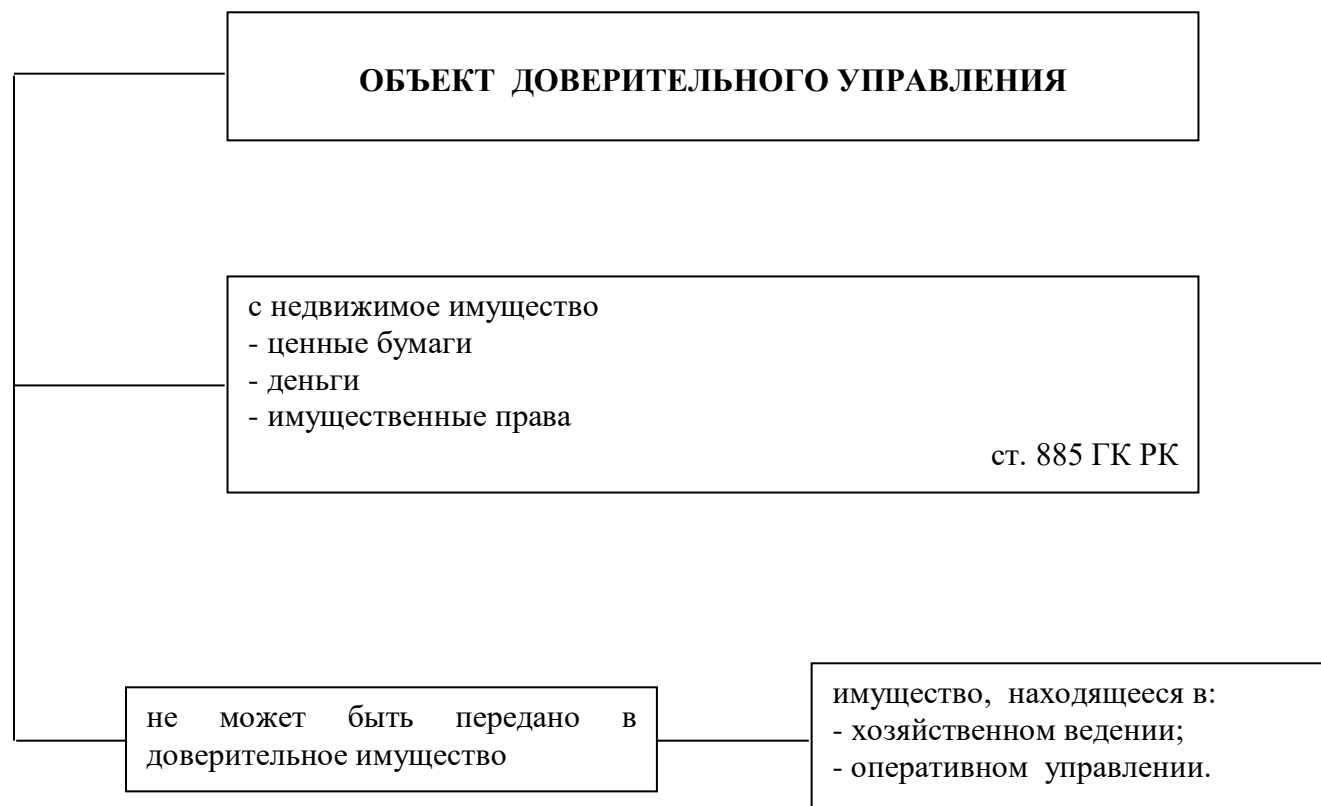 ОБЪЕКТ ДОВЕРИТЕЛЬНОГО УПРАВЛЕНИЯ
с недвижимое имущество
- ценные бумаги
- деньги
- имущественные права
ст. 885 ГК РК
не может быть передано в
доверительное имущество
имущество, находящееся в:
- хозяйственном ведении;
- оперативном управлении.